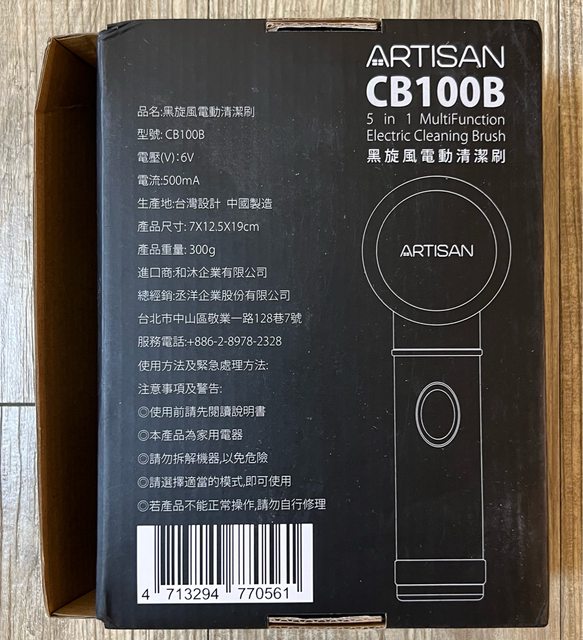 ARTISAN
CB100B
5 in 1 MultiFunction
Electric Cleaning Brush
黑旋風電動清潔刷
ARTISAN
品名:黑旋風電動清潔刷
型號: CB100B
電壓(V):6V
電流:500mA
生產地:台灣設計 中國製造
產品尺寸: 7X12.5X19cm
產品重量: 300g
進口商:和沐企業有限公司
總經銷:丞洋企業股份有限公司
台北市中山區敬業一路128巷7號
服務電話:+886-2-8978-2328
使用方法及緊急處理方法:
注意事項及警告:
◎使用前請先閱讀說明書
◎本產品為家用電器
◎請勿拆解機器,以免危險
◎請選擇適當的模式,即可使用
◎若產品不能正常操作,請勿自行修理
4 713294 770561